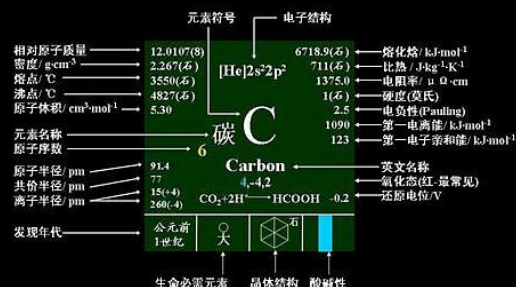 元素符号 电子结构
相对原子质量 12.0107(8) 6718.9(石) 熔化焓/ kJ·mol⁻¹
密度/ g·cm⁻³ 2.267(石) [He]2s²2p² 711(石) 比热/ J·kg⁻¹·K⁻¹
熔点/ ℃ 3550(石) 1375.0 电阻率/ μ Ω·cm
沸点/ ℃ 4827(石) 1(石) 硬度(莫氏)
原子体积/ cm³·mol⁻¹ 5.30 2.5 电负性(Pauling)
1090 第一电离能/ kJ·mol⁻¹
元素名称 碳 C 123 第一电子亲和能/ kJ·mol⁻¹
原子序数 6
Carbon 英文名称
原子半径/ pm 91.4
共价半径/ pm 77 4,-4,2 氧化态(红-最常见)
离子半径/ pm 15(+4)
260(-4) CO₂+2H⁺ HCOOH -0.2 还原电位/V
发现年代 公元前 大 石
1世纪
生命必需元素 晶体结构 酸碱性